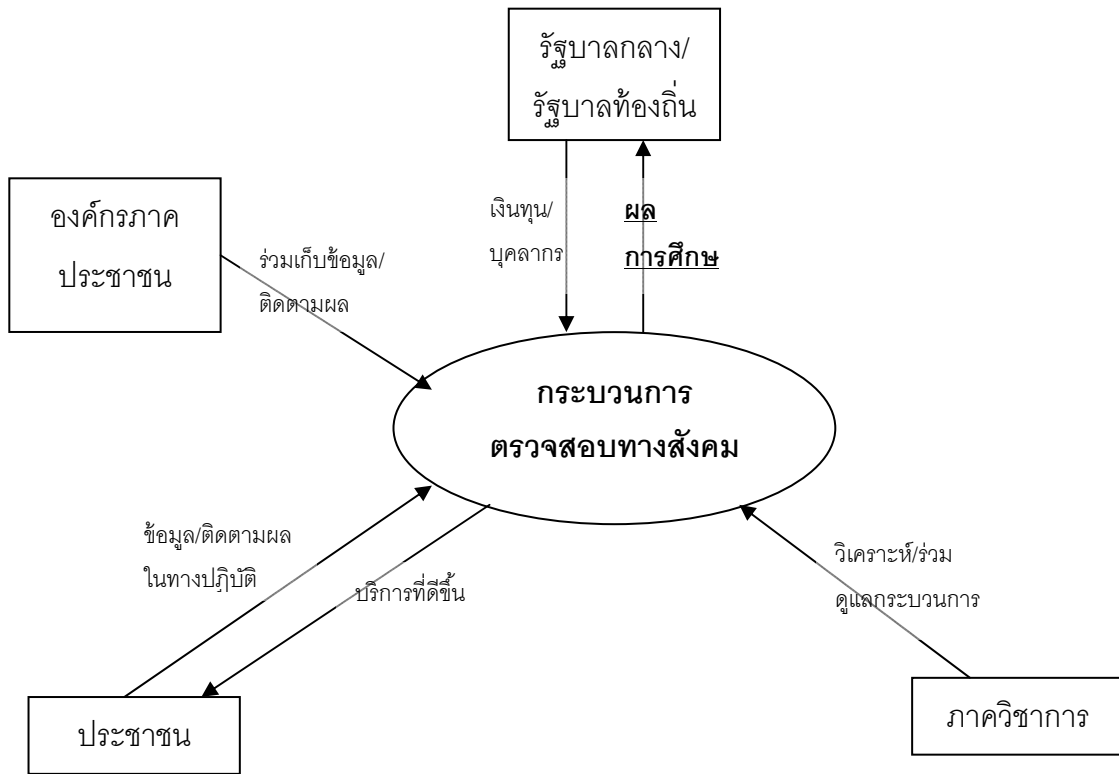 รัฐบาลกลาง/
รัฐบาลท้องถิ่น
องค์กรภาค
ประชาชน
ร่วมเก็บข้อมูล/
ติดตามผล
เงินทุน/
บุคลากร
ผล
การศึกษ
กระบวนการ
ตรวจสอบทางสังคม
ข้อมูล/ติดตามผล
ในทางปฏิบัติ
บริการที่ดีขึ้น
วิเคราะห์/ร่วม
ดูแลกระบวนการ
ประชาชน
ภาควิชาการ